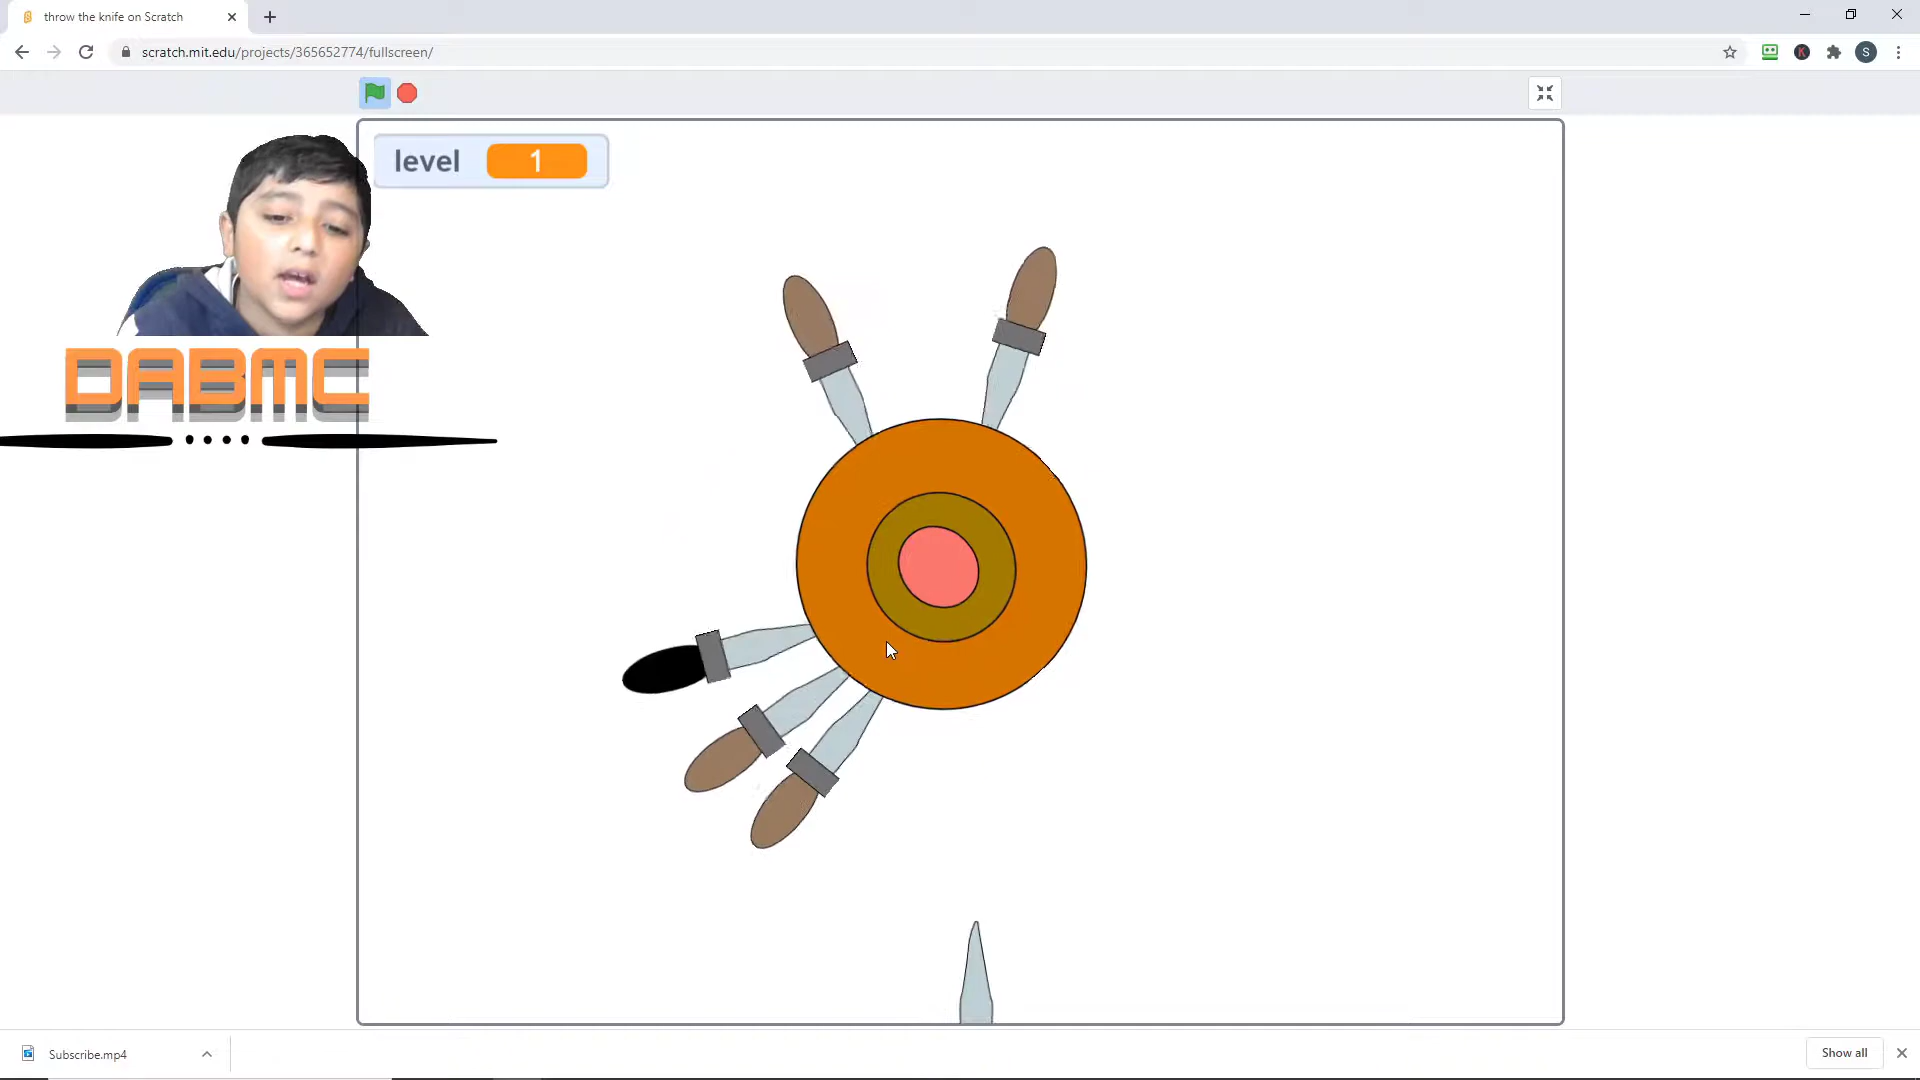 throw the knife on Scratch
scratch.mit.edu/projects/365652774/fullscreen/
K
S
level 1
DABMC
Subscribe.mp4
Show all